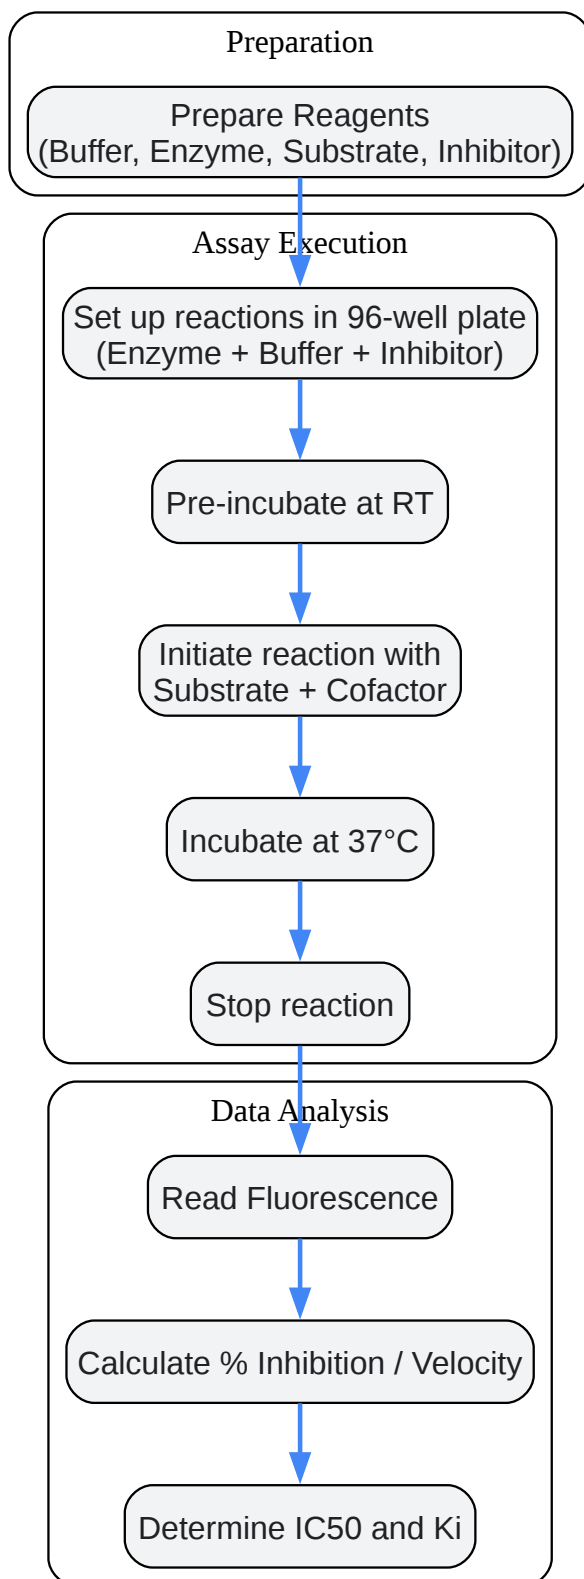 Preparation
Prepare Reagents
(Buffer, Enzyme, Substrate, Inhibitor)
Assay Execution
Set up reactions in 96-well plate
(Enzyme + Buffer + Inhibitor)
Pre-incubate at RT
Initiate reaction with
Substrate + Cofactor
Incubate at 37°C
Stop reaction
Data Analysis
Read Fluorescence
Calculate % Inhibition / Velocity
Determine IC50 and Ki